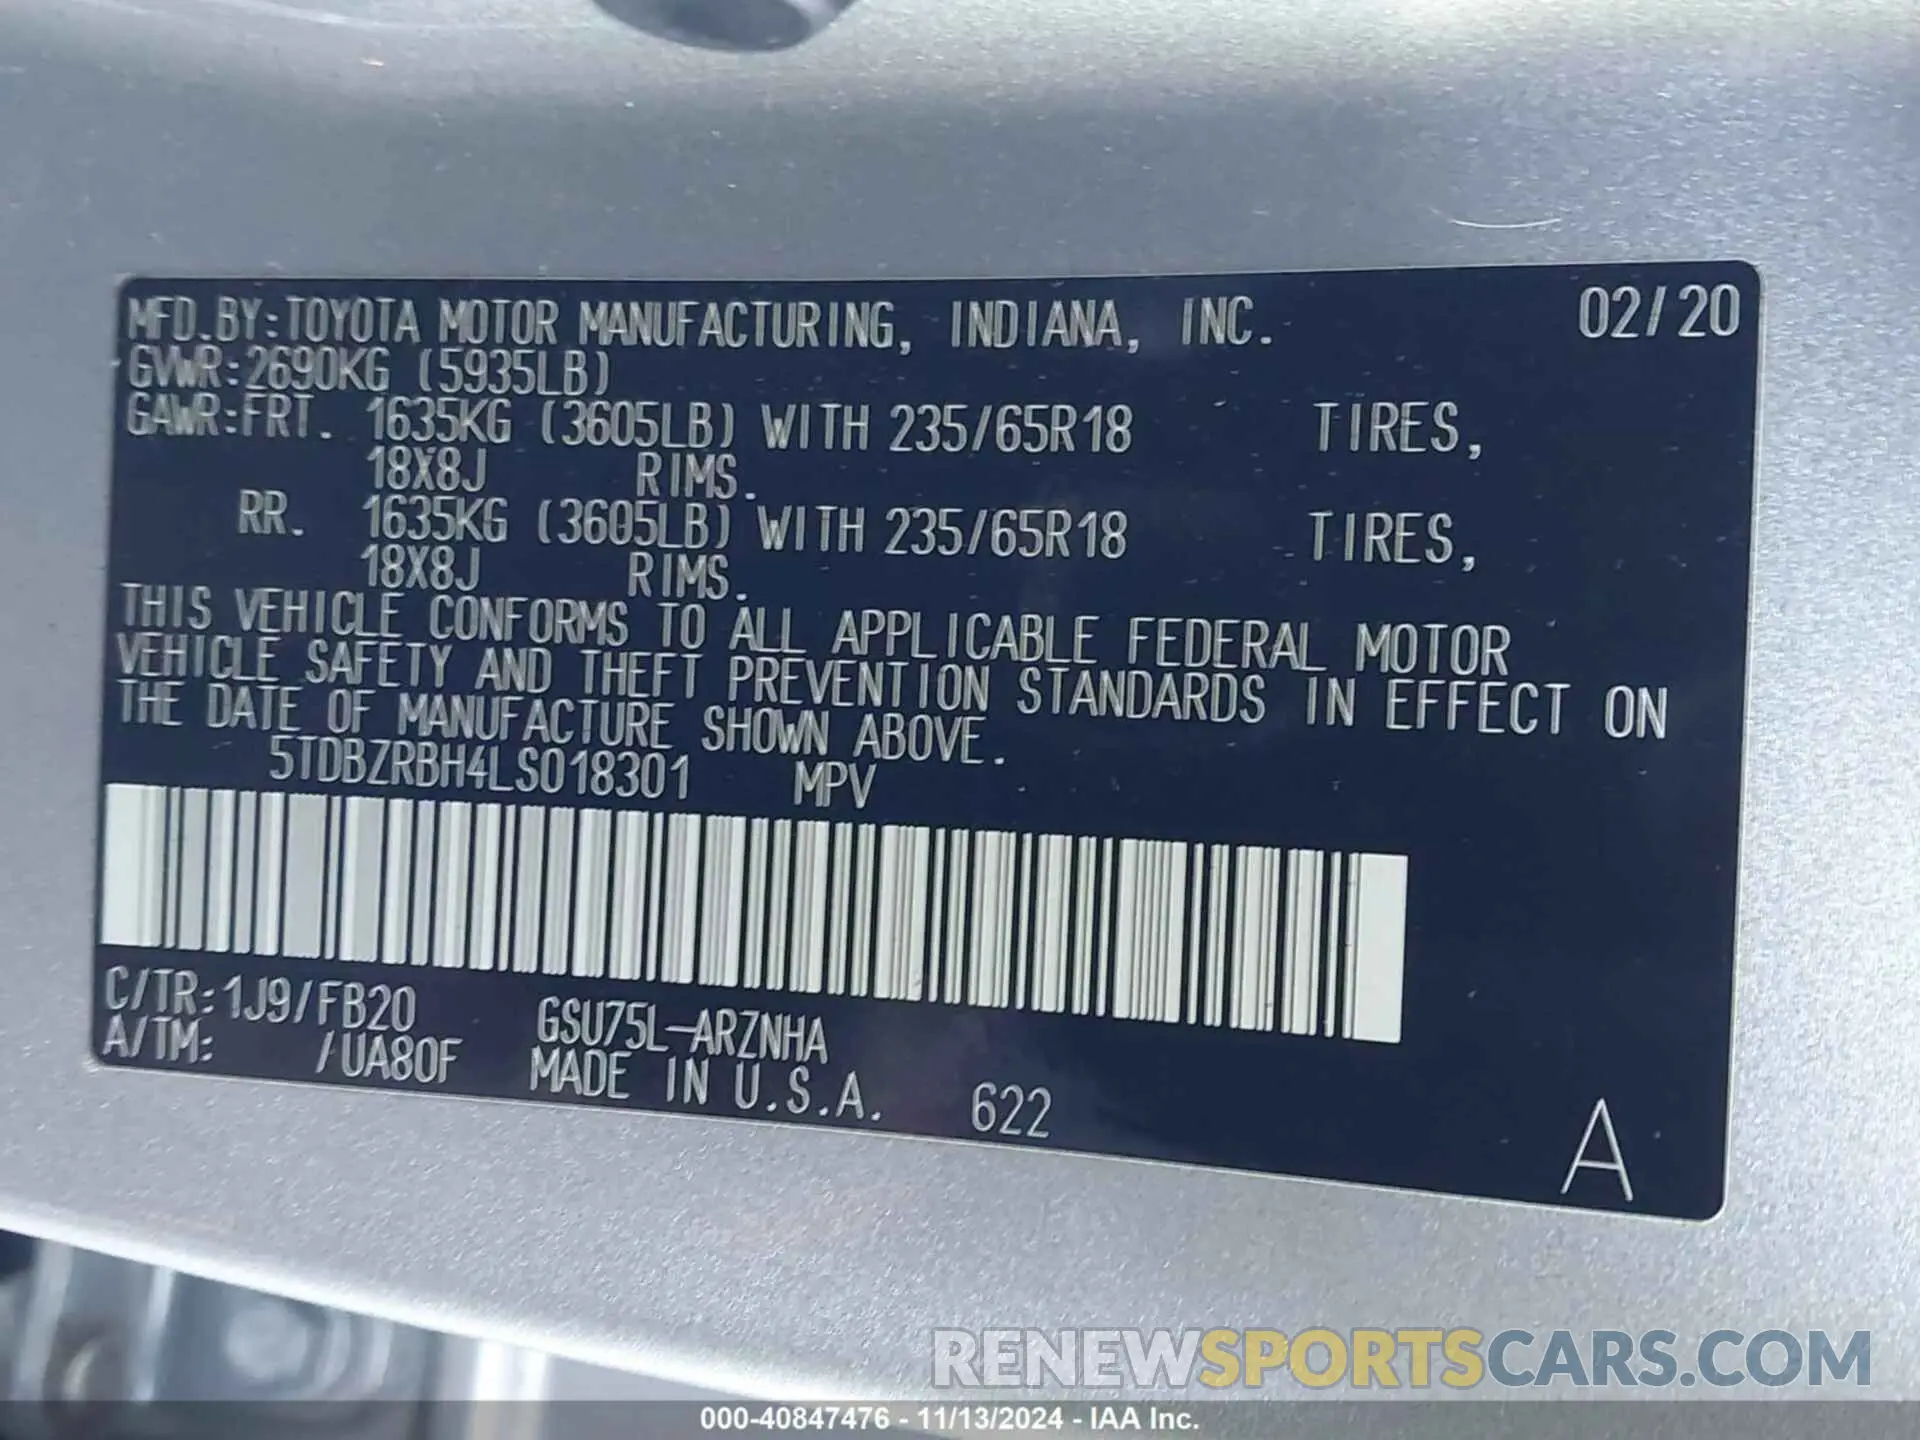 MFD.BY:TOYOTA MOTOR MANUFACTURING, INDIANA, INC. 02/20
GVWR:2690KG (5935LB)
GAWR:FRT. 1635KG (3605LB) WITH 235/65R18 TIRES,
18X8J RIMS.
RR. 1635KG (3605LB) WITH 235/65R18 TIRES,
18X8J RIMS.
THIS VEHICLE CONFORMS TO ALL APPLICABLE FEDERAL MOTOR
VEHICLE SAFETY AND THEFT PREVENTION STANDARDS IN EFFECT ON
THE DATE OF MANUFACTURE SHOWN ABOVE.
5TDBZRBH4LS018301 MPV
C/TR:1J9/FB20 GSU75L-ARZNHA
A/TM: /UA80F MADE IN U.S.A. 622
A
RENEWSPORTSCARS.COM
000-40847476 - 11/13/2024 - IAA Inc.